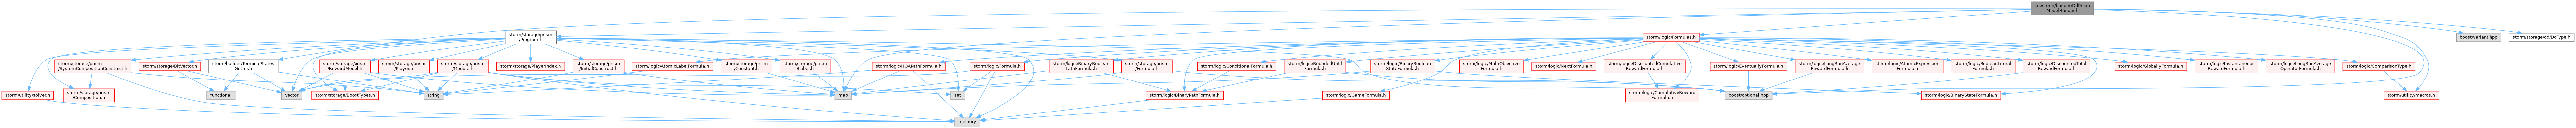 src/storm/builder/DdPrism
ModelBuilder.h
storm/storage/prism
/Program.h
storm/logic/Formulas.h
boost/variant.hpp
storm/storage/dd/DdType.h
storm/storage/prism
/SystemCompositionConstruct.h
storm/storage/BitVector.h
storm/builder/TerminalStates
Getter.h
storm/storage/prism
/RewardModel.h
storm/storage/prism
/Player.h
storm/storage/prism
/Module.h
storm/storage/PlayerIndex.h
storm/storage/prism
/InitialConstruct.h
storm/logic/AtomicLabelFormula.h
storm/storage/prism
/Constant.h
storm/storage/prism
/Label.h
storm/logic/HOAPathFormula.h
storm/logic/Formula.h
storm/logic/BinaryBoolean
PathFormula.h
storm/storage/prism
/Formula.h
storm/logic/ConditionalFormula.h
storm/logic/BoundedUntil
Formula.h
storm/logic/BinaryBoolean
StateFormula.h
storm/logic/MultiObjective
Formula.h
storm/logic/NextFormula.h
storm/logic/DiscountedCumulative
RewardFormula.h
storm/logic/EventuallyFormula.h
storm/logic/LongRunAverage
RewardFormula.h
storm/logic/AtomicExpression
Formula.h
storm/logic/BooleanLiteral
Formula.h
storm/logic/DiscountedTotal
RewardFormula.h
storm/logic/GloballyFormula.h
storm/logic/Instantaneous
RewardFormula.h
storm/logic/LongRunAverage
OperatorFormula.h
storm/logic/ComparisonType.h
storm/utility/solver.h
storm/storage/prism
/Composition.h
functional
vector
storm/storage/BoostTypes.h
string
map
set
storm/logic/BinaryPathFormula.h
storm/logic/GameFormula.h
storm/logic/CumulativeReward
Formula.h
boost/optional.hpp
storm/logic/BinaryStateFormula.h
storm/utility/macros.h
memory